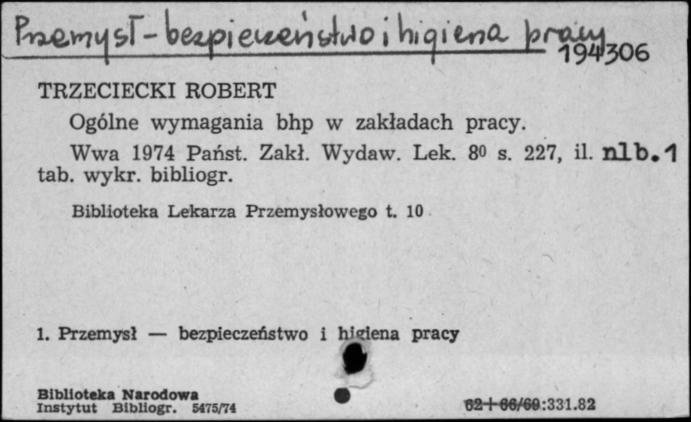 Przemysł – bezpieczeństwo i higiena pracy
194306
TRZECIECKI ROBERT
Ogólne wymagania bhp w zakładach pracy.
Wwa 1974 Państ. Zakł. Wydaw. Lek. 8⁰ s. 227, il. nlb.1
tab. wykr. bibliogr.
Biblioteka Lekarza Przemysłowego t. 10
1. Przemysł — bezpieczeństwo i higiena pracy
Biblioteka Narodowa
Instytut Bibliogr. 5475/74
62+66/69:331.82